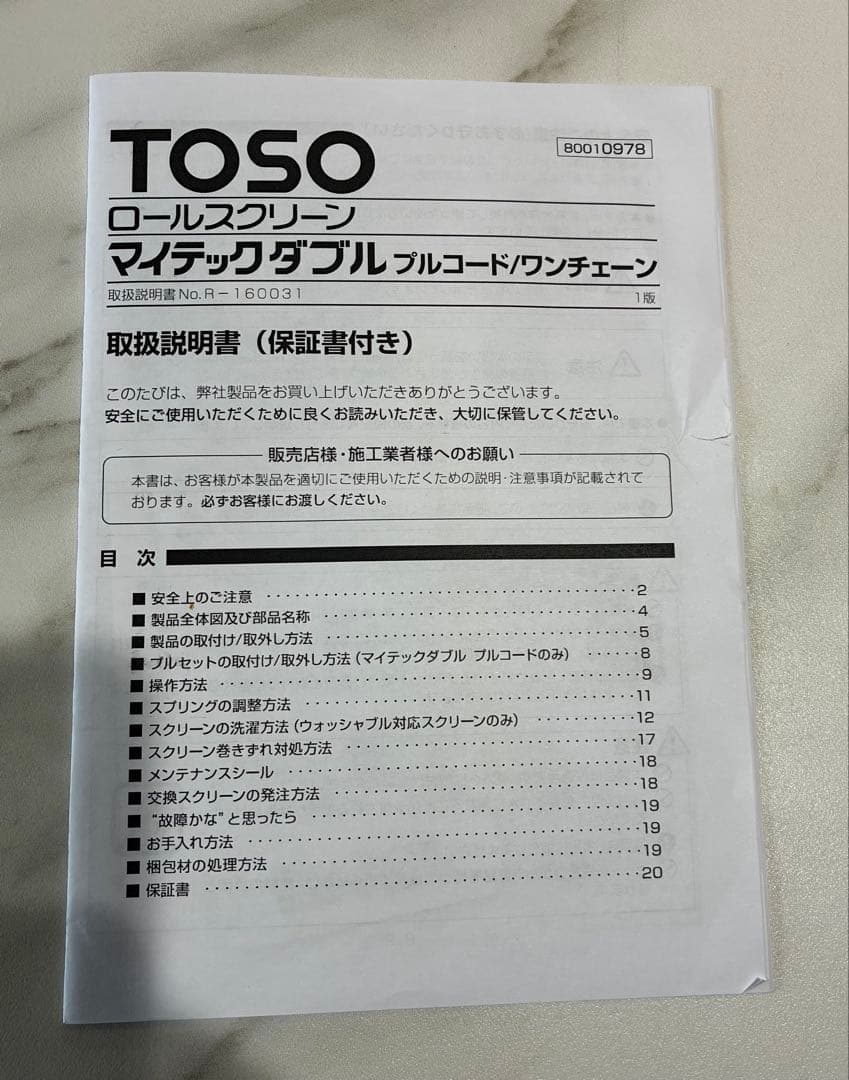 TOSO
80010978
ロールスクリーン
マイテックダブル プルコード/ワンチェーン
取扱説明書No.R－160031 1版
取扱説明書（保証書付き）
このたびは、弊社製品をお買い上げいただきありがとうございます。
安全にご使用いただくために良くお読みいただき、大切に保管してください。
販売店様・施工業者様へのお願い
本書は、お客様が本製品を適切にご使用いただくための説明・注意事項が記載されて
おります。必ずお客様にお渡しください。
目 次
■ 安全上のご注意 ････････････････････ 2
■ 製品全体図及び部品名称 ････････････････････ 4
■ 製品の取付け/取外し方法 ････････････････････ 5
■ プルセットの取付け/取外し方法（マイテックダブル プルコードのみ） ･･････ 8
■ 操作方法 ････････････････････ 9
■ スプリングの調整方法 ････････････････････ 11
■ スクリーンの洗濯方法（ウォッシャブル対応スクリーンのみ） ･･････････ 12
■ スクリーン巻きずれ対処方法 ････････････････････ 17
■ メンテナンスシール ････････････････････ 18
■ 交換スクリーンの発注方法 ････････････････････ 18
■ “故障かな”と思ったら ････････････････････ 19
■ お手入れ方法 ････････････････････ 19
■ 梱包材の処理方法 ････････････････････ 19
■ 保証書 ････････････････････ 20